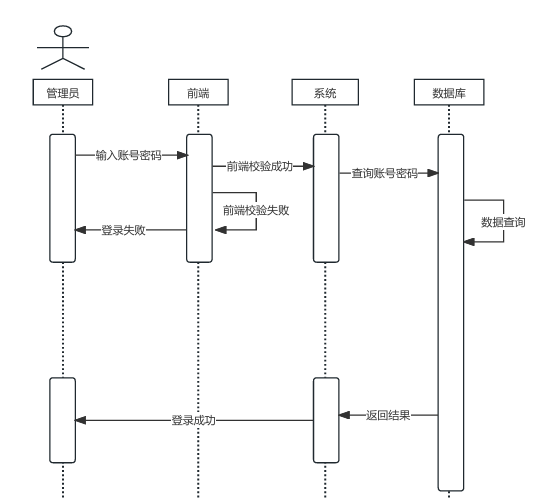 管理员
前端
系统
数据库
输入账号密码
前端校验成功
查询账号密码
前端校验失败
数据查询
登录失败
返回结果
登录成功